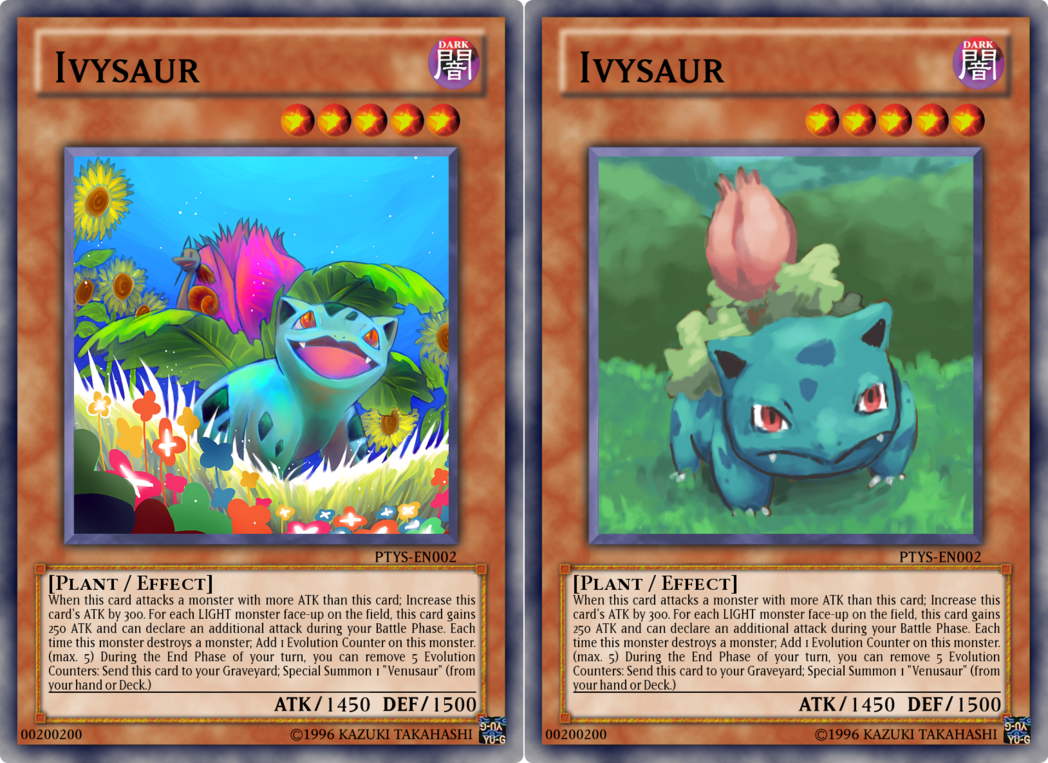 IVYSAUR
DARK
闇
PTYS-EN002
[PLANT / EFFECT]
When this card attacks a monster with more ATK than this card; Increase this
card's ATK by 300. For each LIGHT monster face-up on the field, this card gains
250 ATK and can declare an additional attack during your Battle Phase. Each
time this monster destroys a monster; Add 1 Evolution Counter on this monster.
(max. 5) During the End Phase of your turn, you can remove 5 Evolution
Counters: Send this card to your Graveyard; Special Summon 1 "Venusaur" (from
your hand or Deck.)
ATK/1450 DEF/1500
00200200
©1996 KAZUKI TAKAHASHI
IVYSAUR
DARK
闇
PTYS-EN002
[PLANT / EFFECT]
When this card attacks a monster with more ATK than this card; Increase this
card's ATK by 300. For each LIGHT monster face-up on the field, this card gains
250 ATK and can declare an additional attack during your Battle Phase. Each
time this monster destroys a monster; Add 1 Evolution Counter on this monster.
(max. 5) During the End Phase of your turn, you can remove 5 Evolution
Counters: Send this card to your Graveyard; Special Summon 1 "Venusaur" (from
your hand or Deck.)
ATK/1450 DEF/1500
00200200
©1996 KAZUKI TAKAHASHI